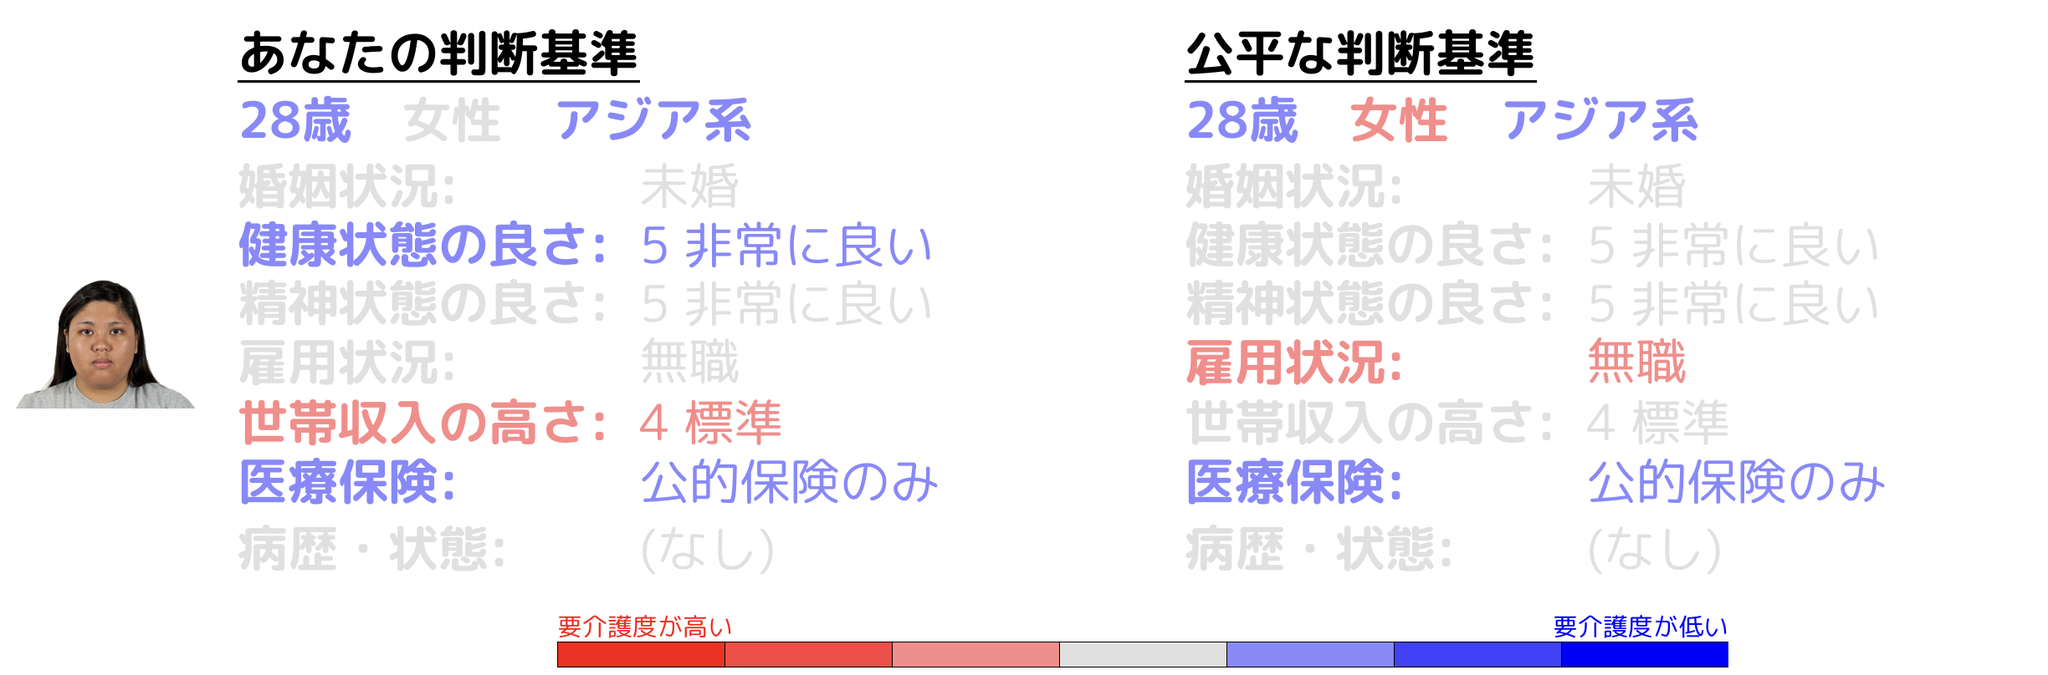 あなたの判断基準
28歳 女性 アジア系
婚姻状況: 未婚
健康状態の良さ: 5 非常に良い
精神状態の良さ: 5 非常に良い
雇用状況: 無職
世帯収入の高さ: 4 標準
医療保険: 公的保険のみ
病歴・状態: (なし)
公平な判断基準
28歳 女性 アジア系
婚姻状況: 未婚
健康状態の良さ: 5 非常に良い
精神状態の良さ: 5 非常に良い
雇用状況: 無職
世帯収入の高さ: 4 標準
医療保険: 公的保険のみ
病歴・状態: (なし)
要介護度が高い
要介護度が低い